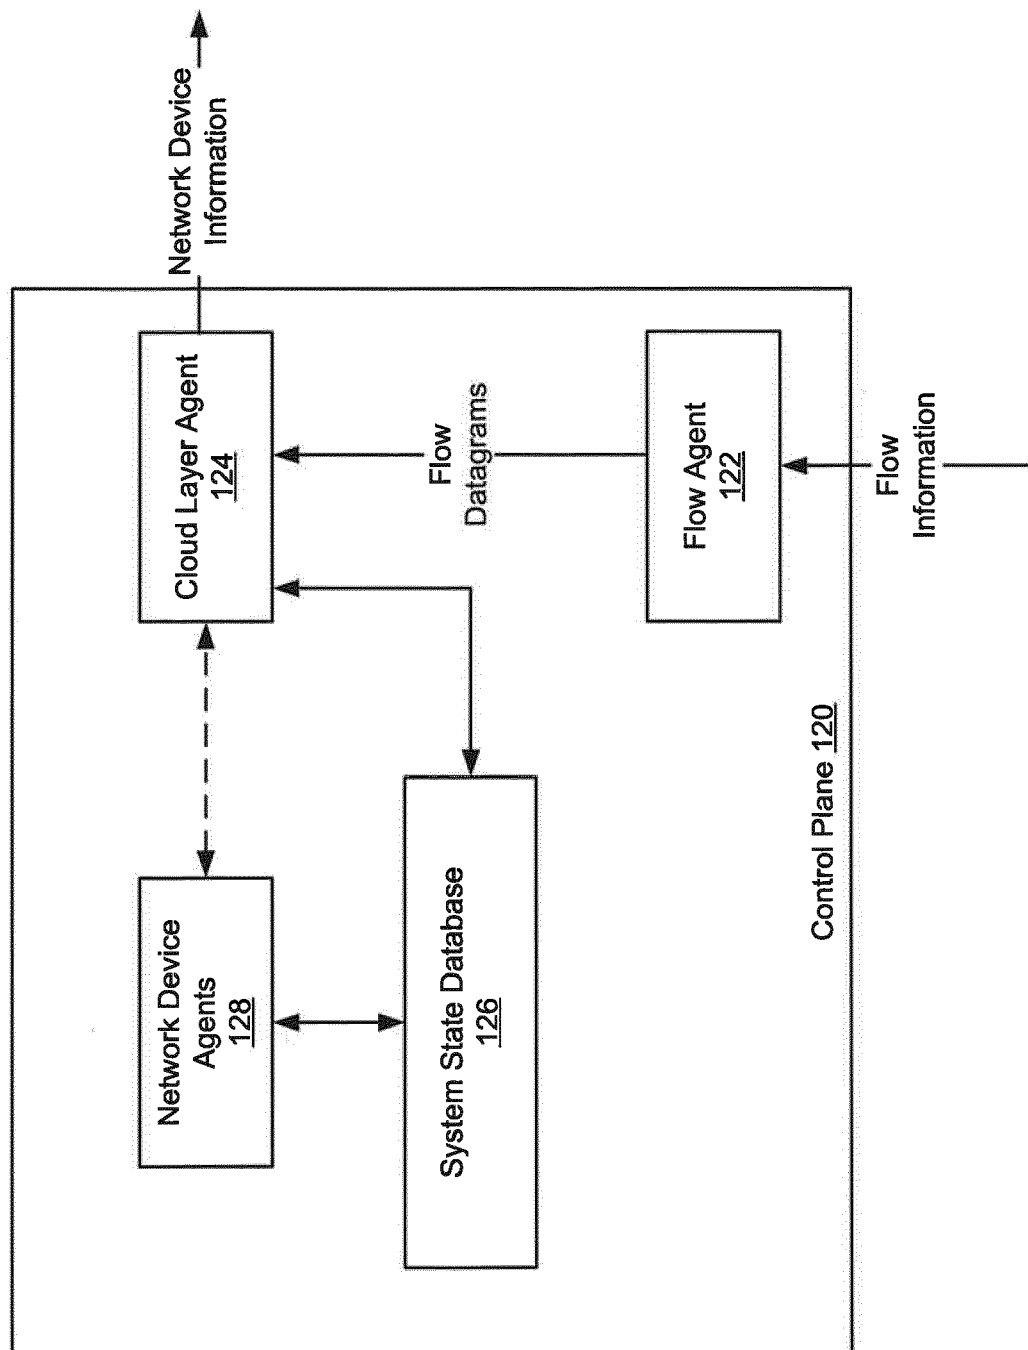 Network Device
Agents
128
Cloud Layer Agent
124
Network Device
Information
System State Database
126
Flow
Datagrams
Flow Agent
122
Control Plane 120
Flow
Information